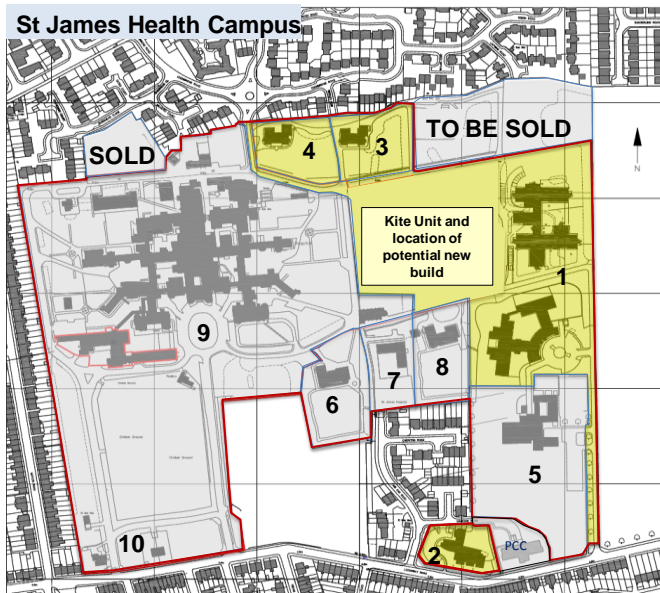 St James Health Campus
SOLD
4
3
TO BE SOLD
N
Kite Unit and
location of
potential new
build
1
9
6
7
8
5
10
2
PCC